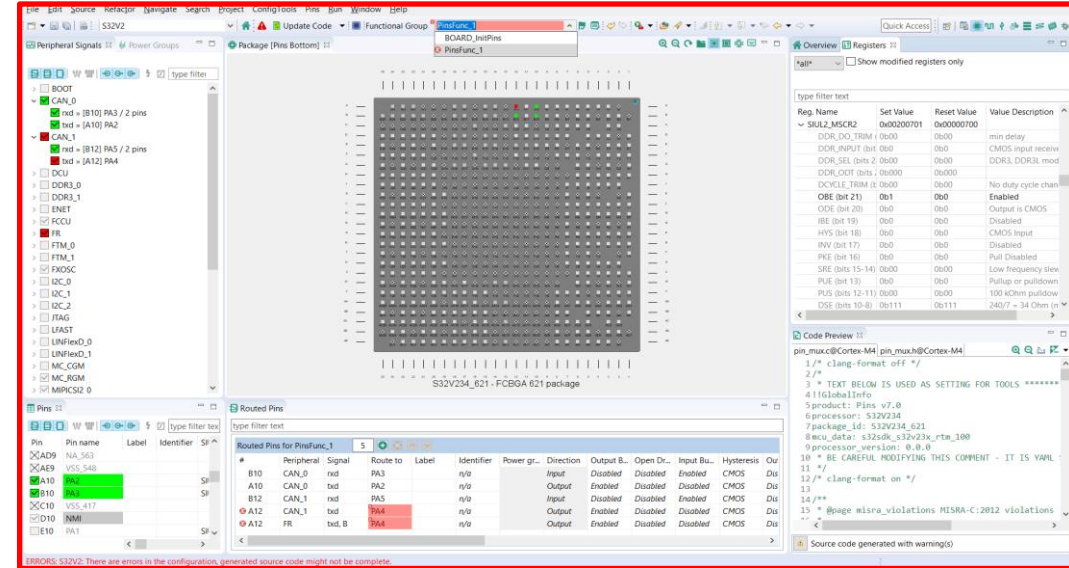 File Edit Source Refactor Navigate Search Project ConfigTools Pins Run Window Help
S32V2 Update Code Functional Group PinsFunc_1 Quick Access
BOARD_InitPins
PinsFunc_1
Peripheral Signals Power Groups
type filter
BOOT
CAN_0
rxd » [B10] PA3 / 2 pins
txd » [A10] PA2
CAN_1
rxd » [B12] PA5 / 2 pins
txd » [A12] PA4
DCU
DDR3_0
DDR3_1
ENET
FCCU
FR
FTM_0
FTM_1
FXOSC
I2C_0
I2C_1
I2C_2
JTAG
LFAST
LINFlexD_0
LINFlexD_1
MC_CGM
MC_RGM
MIPICSI2 0
Package [Pins Bottom]
S32V234_621 - FCBGA 621 package
Overview Registers
*all* Show modified registers only
type filter text
Reg. Name Set Value Reset Value Value Description
SIUL2_MSCR2 0x00200701 0x00000700
DDR_DO_TRIM 0b00 0b00 min delay
DDR_INPUT (bit 0b0 0b0 CMOS input receive
DDR_SEL (bits 2 0b00 0b00 DDR3, DDR3L mod
DDR_ODT (bits 0b000 0b000
DCYCLE_TRIM (b 0b00 0b00 No duty cycle chan
OBE (bit 21) 0b1 0b0 Enabled
ODE (bit 20) 0b0 0b0 Output is CMOS
IBE (bit 19) 0b0 0b0 Disabled
HYS (bit 18) 0b0 0b0 CMOS Input
INV (bit 17) 0b0 0b0 Disabled
PKE (bit 16) 0b0 0b0 Pull Disabled
SRE (bits 15-14) 0b00 0b00 Low frequency slew
PUE (bit 13) 0b0 0b0 Pullup or pulldown
PUS (bits 12-11) 0b00 0b00 100 kOhm pulldow
DSE (bits 10-8) 0b111 0b111 240/7 = 34 Ohm (n
Code Preview
pin_mux.c@Cortex-M4 pin_mux.h@Cortex-M4
1/* clang-format off */
2/*
3 * TEXT BELOW IS USED AS SETTING FOR TOOLS *******
4!!GlobalInfo
5product: Pins v7.0
6processor: S32V234
7package_id: S32V234_621
8mcu_data: s32sdk_s32v23x_rtm_100
9processor_version: 0.0.0
10 * BE CAREFUL MODIFYING THIS COMMENT - IT IS YAML
11 */
12/* clang-format on */
13
14/**
15 * @page misra_violations MISRA-C:2012 violations
Source code generated with warning(s)
Pins
type filter tex
Pin Pin name Label Identifier
AD9 NA_563
AE9 VSS_548
A10 PA2
B10 PA3
C10 VSS_417
D10 NMI
E10 PA1
Routed Pins
type filter text
Routed Pins for PinsFunc_1 5
# Peripheral Signal Route to Label Identifier Power gr... Direction Output B... Open Dr... Input Bu... Hysteresis Out
B10 CAN_0 rxd PA3 n/a Input Disabled Disabled Enabled CMOS Dis
A10 CAN_0 txd PA2 n/a Output Enabled Disabled Disabled CMOS Dis
B12 CAN_1 rxd PA5 n/a Input Disabled Disabled Enabled CMOS Dis
A12 CAN_1 txd PA4 n/a Output Enabled Disabled Disabled CMOS Dis
A12 FR txd, B PA4 n/a Output Enabled Disabled Disabled CMOS Dis
ERRORS: S32V2: There are errors in the configuration, generated source code might not be complete.